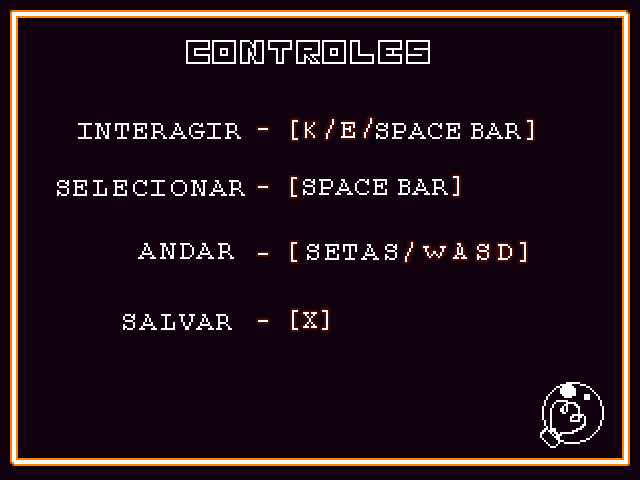 CONTROLES
INTERAGIR - [K/E/SPACE BAR]
SELECIONAR - [SPACE BAR]
ANDAR - [SETAS/WASD]
SALVAR - [X]